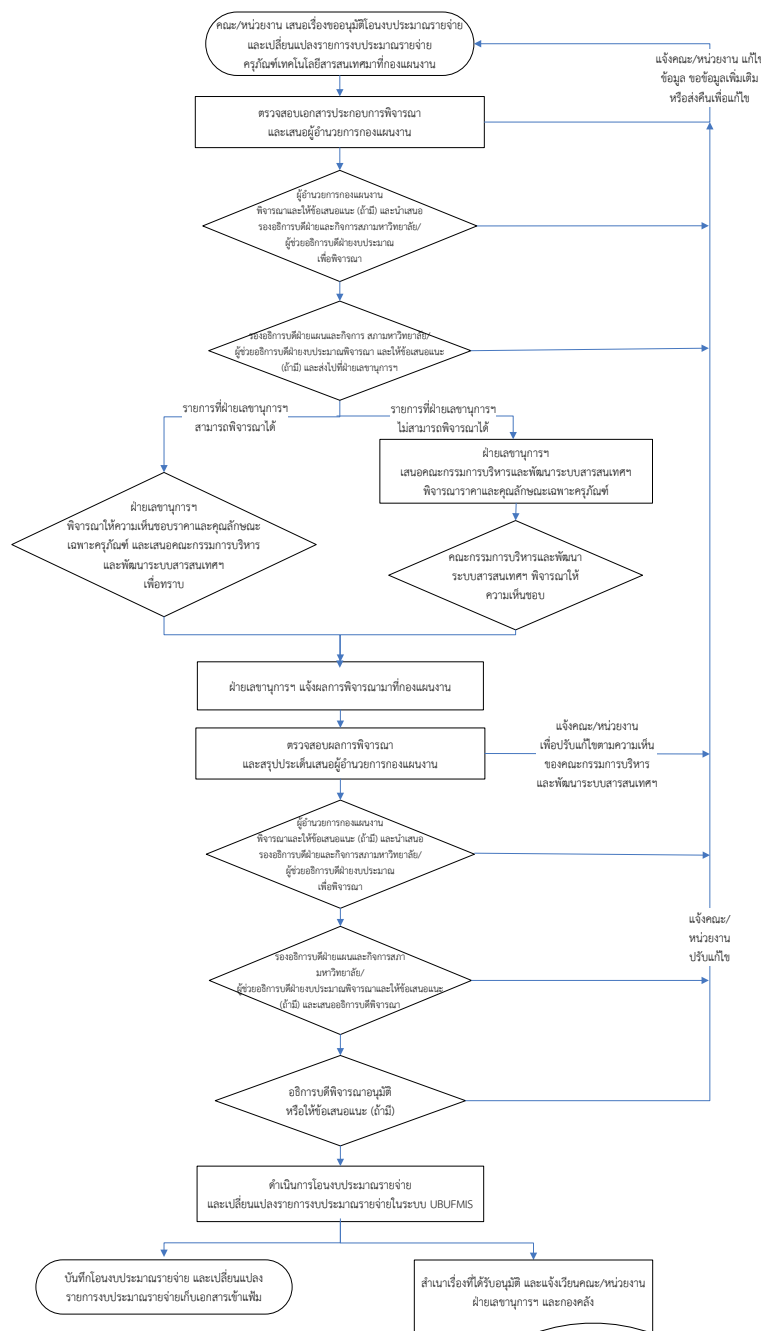 คณะ/หน่วยงาน เสนอเรื่องขออนุมัติโอนงบประมาณรายจ่าย
และเปลี่ยนแปลงรายการงบประมาณรายจ่าย
ครุภัณฑ์เทคโนโลยีสารสนเทศมาที่กองแผนงาน
แจ้งคณะ/หน่วยงาน แก้ไข
ข้อมูล ขอข้อมูลเพิ่มเติม
หรือส่งคืนเพื่อแก้ไข
ตรวจสอบเอกสารประกอบการพิจารณา
และเสนอผู้อำนวยการกองแผนงาน
ผู้อำนวยการกองแผนงาน
พิจารณาและให้ข้อเสนอแนะ (ถ้ามี) และนำเสนอ
รองอธิการบดีฝ่ายและกิจการสภามหาวิทยาลัย/
ผู้ช่วยอธิการบดีฝ่ายงบประมาณ
เพื่อพิจารณา
รองอธิการบดีฝ่ายแผนและกิจการ สภามหาวิทยาลัย/
ผู้ช่วยอธิการบดีฝ่ายงบประมาณพิจารณา และให้ข้อเสนอแนะ
(ถ้ามี) และส่งไปที่ฝ่ายเลขานุการฯ
รายการที่ฝ่ายเลขานุการฯ
สามารถพิจารณาได้
รายการที่ฝ่ายเลขานุการฯ
ไม่สามารถพิจารณาได้
ฝ่ายเลขานุการฯ
เสนอคณะกรรมการบริหารและพัฒนาระบบสารสนเทศฯ
พิจารณาราคาและคุณลักษณะเฉพาะครุภัณฑ์
ฝ่ายเลขานุการฯ
พิจารณาให้ความเห็นชอบราคาและคุณลักษณะ
เฉพาะครุภัณฑ์ และเสนอคณะกรรมการบริหาร
และพัฒนาระบบสารสนเทศฯ
เพื่อทราบ
คณะกรรมการบริหารและพัฒนา
ระบบสารสนเทศฯ พิจารณาให้
ความเห็นชอบ
ฝ่ายเลขานุการฯ แจ้งผลการพิจารณามาที่กองแผนงาน
ตรวจสอบผลการพิจารณา
และสรุปประเด็นเสนอผู้อำนวยการกองแผนงาน
แจ้งคณะ/หน่วยงาน
เพื่อปรับแก้ไขตามความเห็น
ของคณะกรรมการบริหาร
และพัฒนาระบบสารสนเทศฯ
ผู้อำนวยการกองแผนงาน
พิจารณาและให้ข้อเสนอแนะ (ถ้ามี) และนำเสนอ
รองอธิการบดีฝ่ายและกิจการสภามหาวิทยาลัย/
ผู้ช่วยอธิการบดีฝ่ายงบประมาณ
เพื่อพิจารณา
แจ้งคณะ/
หน่วยงาน
ปรับแก้ไข
รองอธิการบดีฝ่ายแผนและกิจการสภา
มหาวิทยาลัย/
ผู้ช่วยอธิการบดีฝ่ายงบประมาณพิจารณาและให้ข้อเสนอแนะ
(ถ้ามี) และเสนออธิการบดีพิจารณา
อธิการบดีพิจารณาอนุมัติ
หรือให้ข้อเสนอแนะ (ถ้ามี)
ดำเนินการโอนงบประมาณรายจ่าย
และเปลี่ยนแปลงรายการงบประมาณรายจ่ายในระบบ UBUFMIS
บันทึกโอนงบประมาณรายจ่าย และเปลี่ยนแปลง
รายการงบประมาณรายจ่ายเก็บเอกสารเข้าแฟ้ม
สำเนาเรื่องที่ได้รับอนุมัติ และแจ้งเวียนคณะ/หน่วยงาน
ฝ่ายเลขานุการฯ และกองคลัง